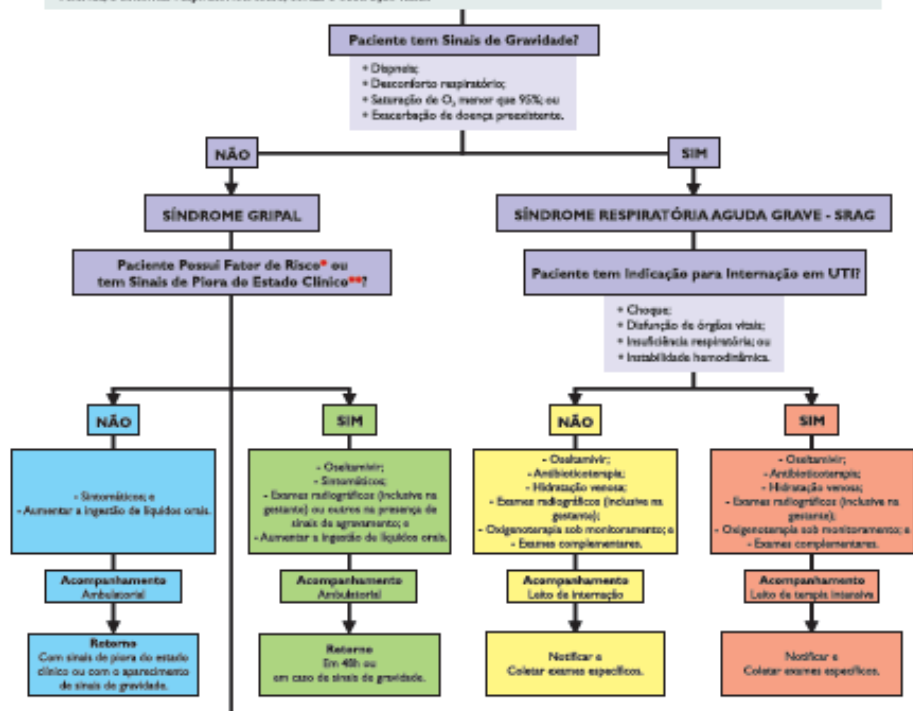 Paciente tem Sinais de Gravidade?
• Dispneia;
• Desconforto respiratório;
• Saturação de O₂ menor que 95%; ou
• Exacerbação de doença preexistente.
NÃO
SIM
SÍNDROME GRIPAL
SÍNDROME RESPIRATÓRIA AGUDA GRAVE - SRAG
Paciente Possui Fator de Risco* ou
tem Sinais de Piora do Estado Clínico**?
Paciente tem Indicação para Internação em UTI?
• Choque;
• Disfunção de órgãos vitais;
• Insuficiência respiratória; ou
• Instabilidade hemodinâmica.
NÃO
- Sintomáticos; e
- Aumentar a ingestão de líquidos orais.
Acompanhamento
Ambulatorial
Retorno
Com sinais de piora do estado
clínico ou com o aparecimento
de sinais de gravidade.
SIM
- Oseltamivir;
- Sintomáticos;
- Exames radiográficos (inclusive na
gestante) ou outros na presença de
sinais de agravamento; e
- Aumentar a ingestão de líquidos orais.
Acompanhamento
Ambulatorial
Retorno
Em 48h ou
em caso de sinais de gravidade.
NÃO
- Oseltamivir;
- Antibioticoterapia;
- Hidratação venosa;
- Exames radiográficos (inclusive na
gestante);
- Oxigenoterapia sob monitoramento; e
- Exames complementares.
Acompanhamento
Leito de internação
Notificar e
Coletar exames específicos.
SIM
- Oseltamivir;
- Antibioticoterapia;
- Hidratação venosa;
- Exames radiográficos (inclusive na
gestante);
- Oxigenoterapia sob monitoramento; e
- Exames complementares.
Acompanhamento
Leito de terapia intensiva
Notificar e
Coletar exames específicos.